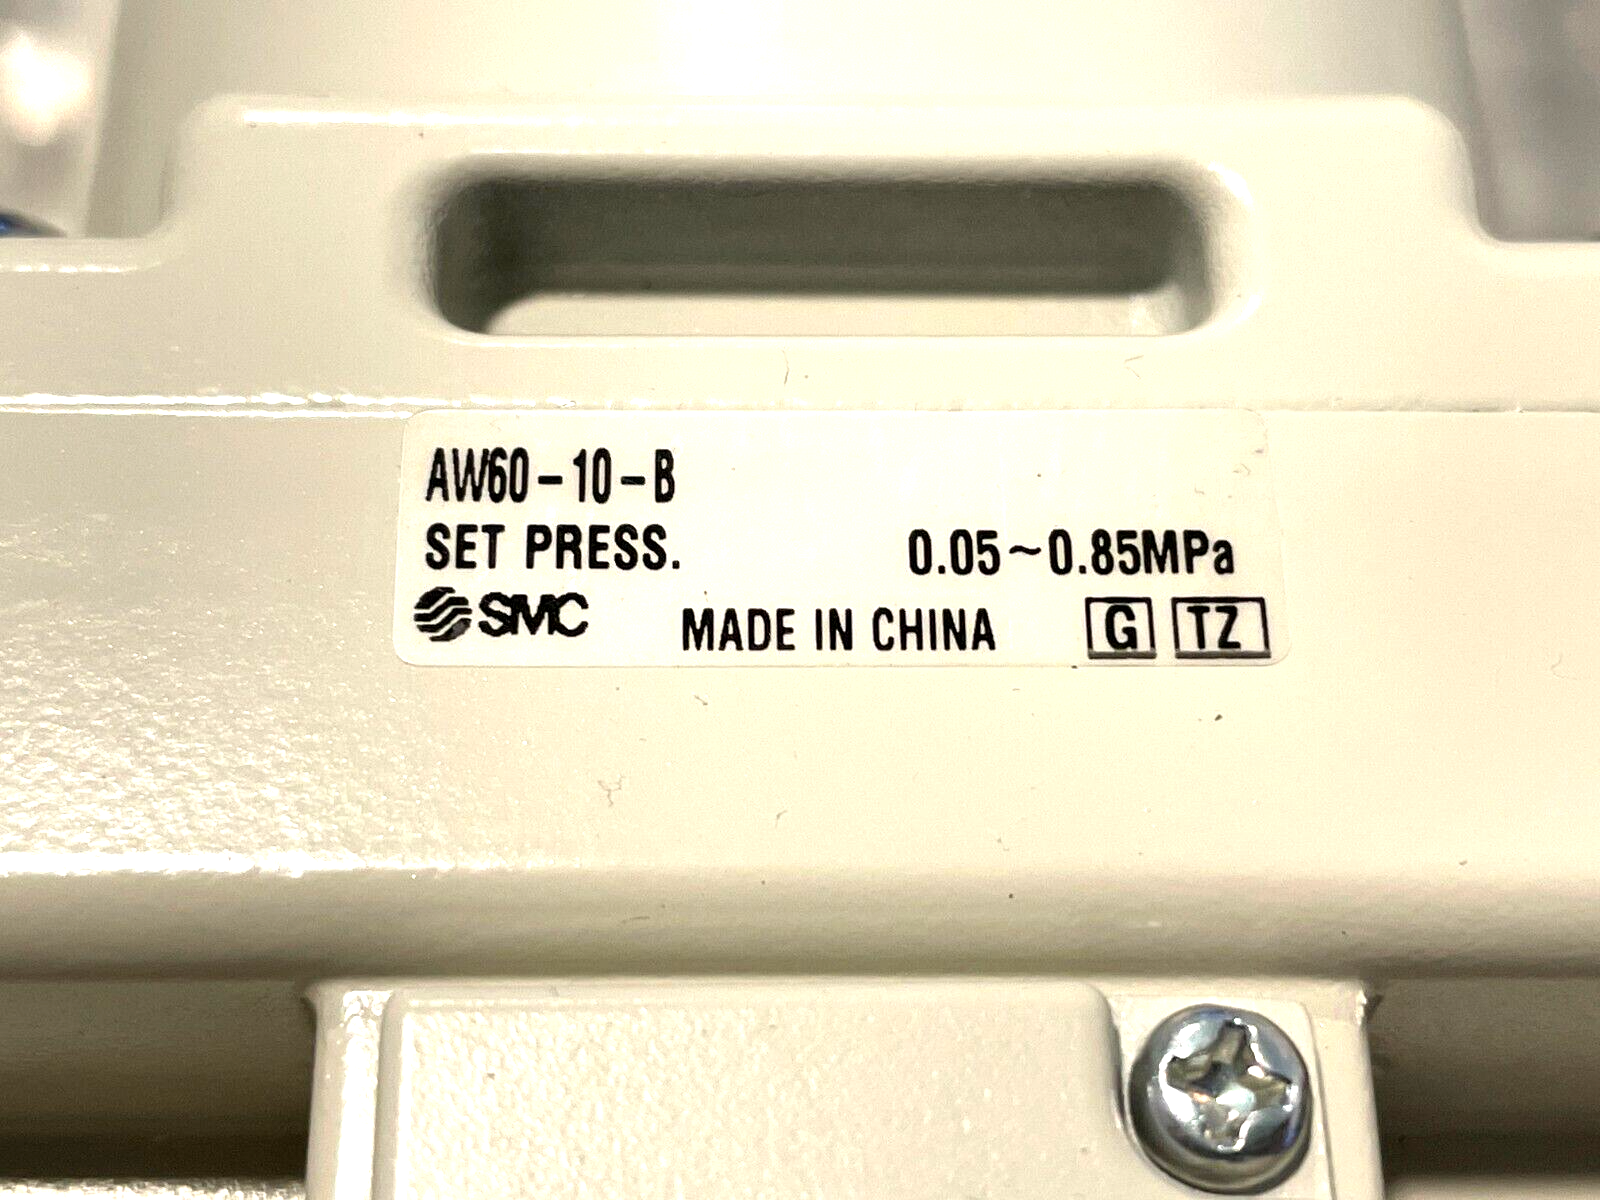 AW60-10-B
SET PRESS. 0.05~0.85MPa
SMC MADE IN CHINA G TZ